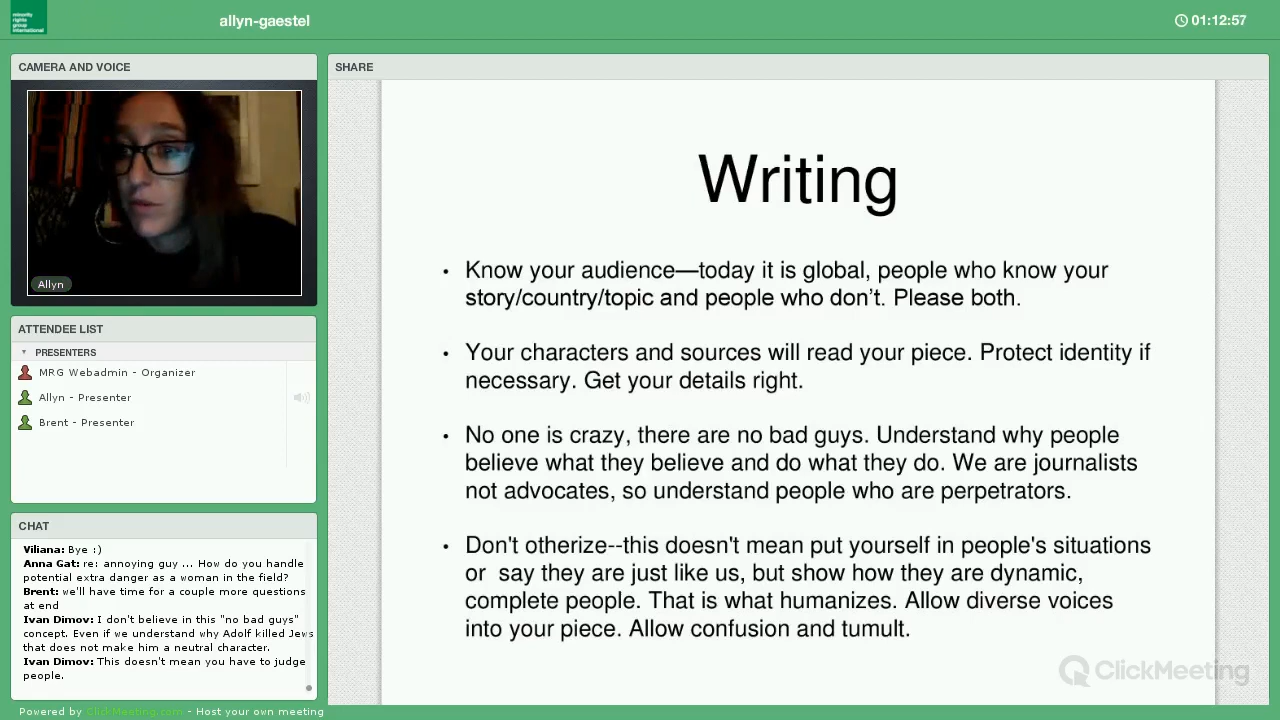 minority
rights
group
international
allyn-gaestel
01:12:57
CAMERA AND VOICE
Allyn
ATTENDEE LIST
PRESENTERS
MRG Webadmin - Organizer
Allyn - Presenter
Brent - Presenter
CHAT
Viliana: Bye :)
Anna Gat: re: annoying guy ... How do you handle
potential extra danger as a woman in the field?
Brent: we'll have time for a couple more questions
at end
Ivan Dimov: I don't believe in this "no bad guys"
concept. Even if we understand why Adolf killed Jews
that does not make him a neutral character.
Ivan Dimov: This doesn't mean you have to judge
people.
Powered by ClickMeeting.com - Host your own meeting
SHARE
Writing
• Know your audience—today it is global, people who know your
story/country/topic and people who don’t. Please both.
• Your characters and sources will read your piece. Protect identity if
necessary. Get your details right.
• No one is crazy, there are no bad guys. Understand why people
believe what they believe and do what they do. We are journalists
not advocates, so understand people who are perpetrators.
• Don't otherize--this doesn't mean put yourself in people's situations
or  say they are just like us, but show how they are dynamic,
complete people. That is what humanizes. Allow diverse voices
into your piece. Allow confusion and tumult.
ClickMeeting